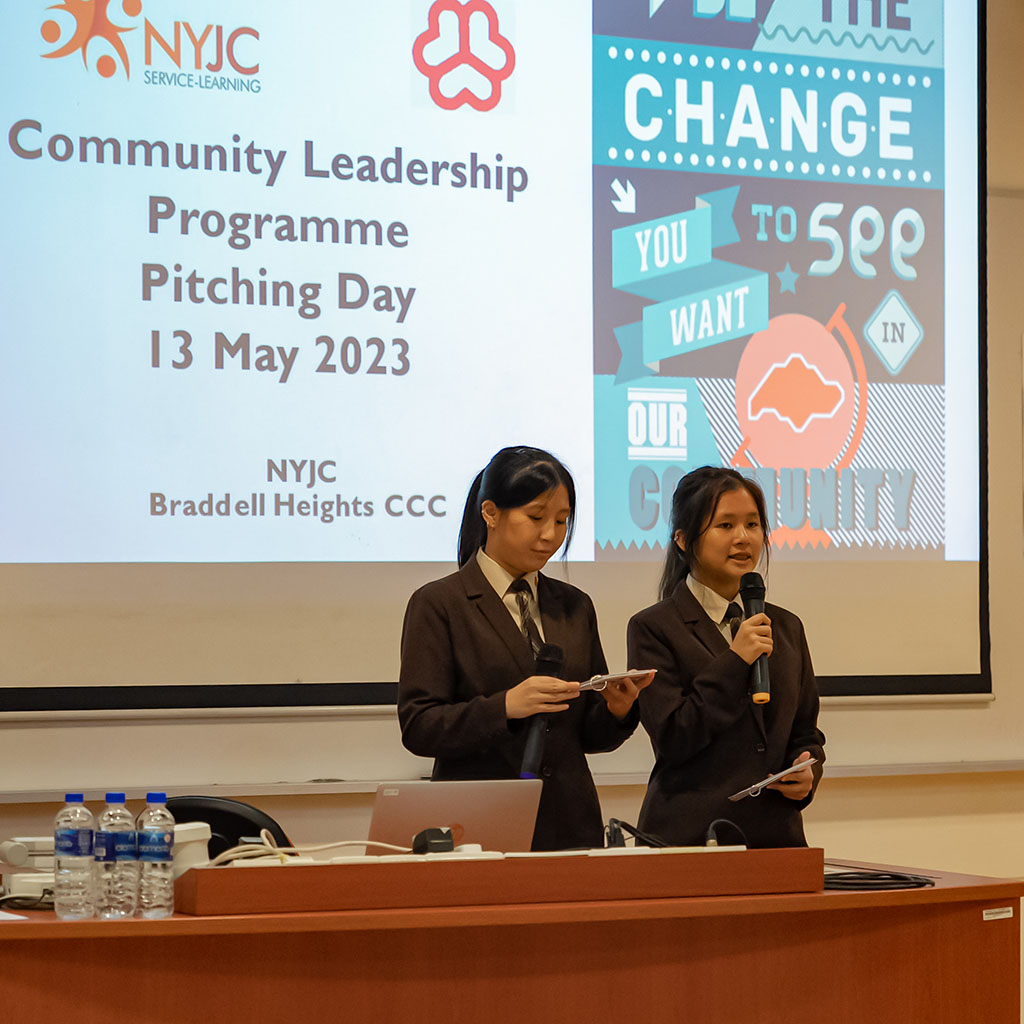 NYJC
SERVICE-LEARNING
Community Leadership
Programme
Pitching Day
13 May 2023
NYJC
Braddell Heights CCC
THE
C·H·A·N·G·E
YOU
TO SEE
WANT
IN
OUR
COMMUNITY